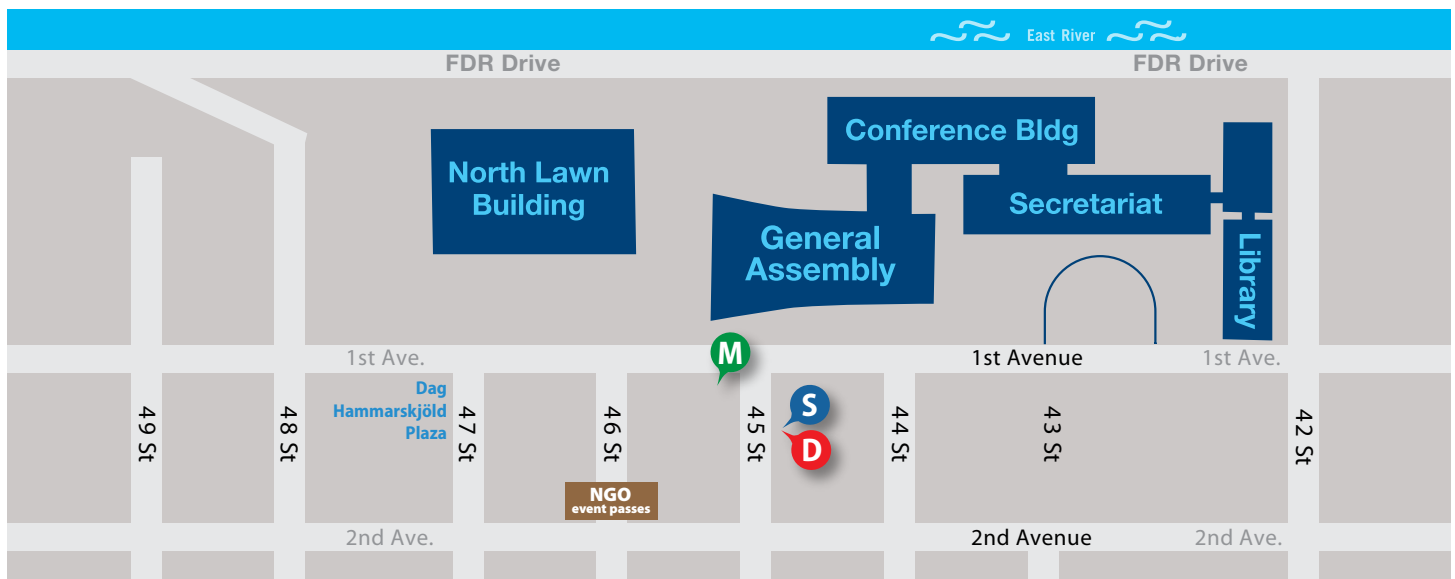 East River
FDR Drive
FDR Drive
Conference Bldg
North Lawn
Building
Secretariat
General
Assembly
Library
M
1st Ave.
1st Avenue
1st Ave.
Dag
Hammarskjöld
Plaza
S
D
49 St
48 St
47 St
46 St
45 St
44 St
43 St
42 St
NGO
event passes
2nd Ave.
2nd Avenue
2nd Ave.